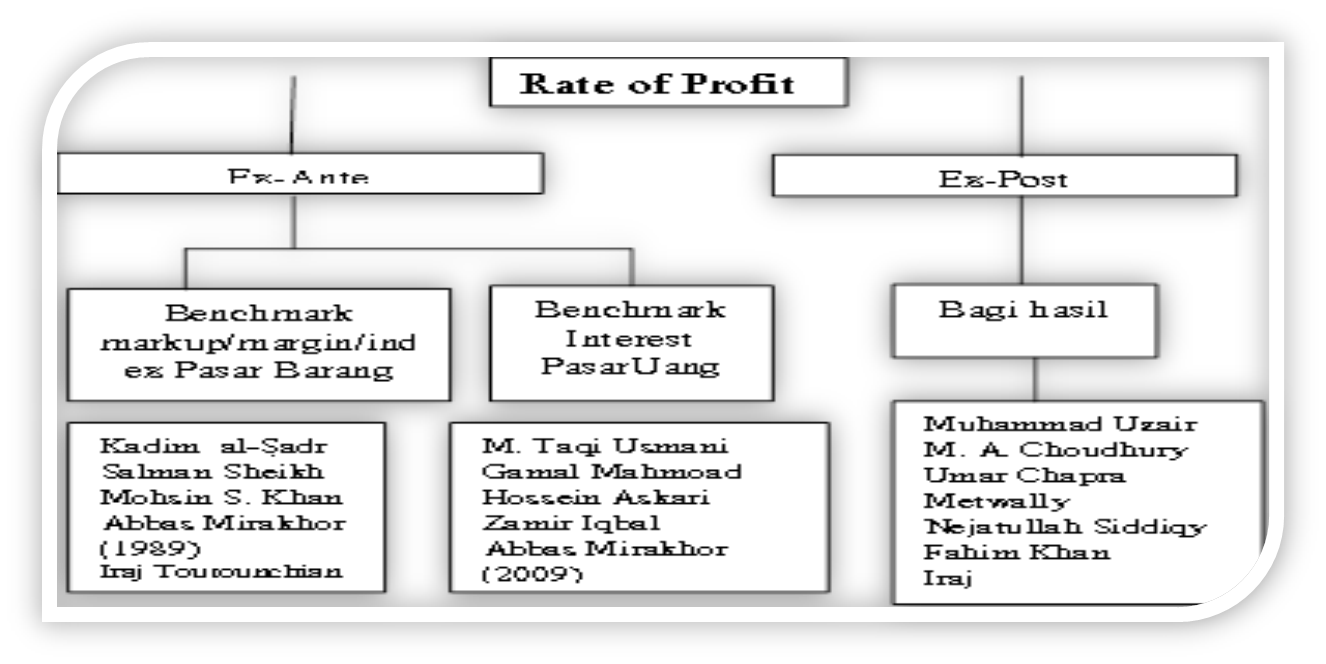 Rate of Profit
Ex-Ante
Ex-Post
Benchmark
markup/margin/ind
ex Pasar Barang
Benchmark
Interest
PasarUang
Bagi hasil
Kadim al-Ṣadr
Salman Sheikh
Mohsin S. Khan
Abbas Mirakhor
(1989)
Iraj Toutounchian
M. Taqi Usmani
Gamal Mahmoad
Hossein Askari
Zamir Iqbal
Abbas Mirakhor
(2009)
Muhammad Uzair
M. A. Choudhury
Umar Chapra
Metwally
Nejatullah Siddiqy
Fahim Khan
Iraj